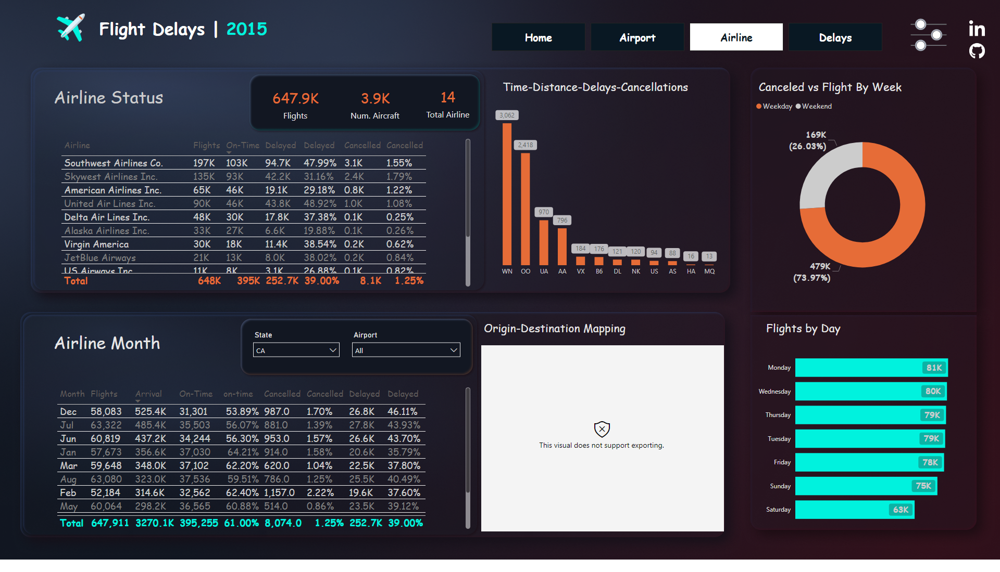 Flight Delays | 2015
Home
Airport
Airline
Delays
in
Airline Status
647.9K
Flights
3.9K
Num. Aircraft
14
Total Airline
Airline Flights On-Time Delayed Delayed Cancelled Cancelled
Southwest Airlines Co. 197K 103K 94.7K 47.99% 3.1K 1.55%
Skywest Airlines Inc. 135K 93K 42.2K 31.16% 2.4K 1.79%
American Airlines Inc. 65K 46K 19.1K 29.18% 0.8K 1.22%
United Air Lines Inc. 90K 46K 43.8K 48.92% 1.0K 1.08%
Delta Air Lines Inc. 48K 30K 17.8K 37.38% 0.1K 0.25%
Alaska Airlines Inc. 33K 27K 6.6K 19.88% 0.1K 0.26%
Virgin America 30K 18K 11.4K 38.54% 0.2K 0.62%
JetBlue Airways 21K 13K 8.0K 38.02% 0.2K 0.84%
US Airways Inc. 11K 8K 3.1K 26.88% 0.1K 0.82%
Total 648K 395K 252.7K 39.00% 8.1K 1.25%
Time-Distance-Delays-Cancellations
3,062
2,418
970
796
184
176
121
120
94
88
16
13
WN OO UA AA VX B6 DL NK US AS HA MQ
Canceled vs Flight By Week
Weekday Weekend
169K
(26.03%)
479K
(73.97%)
Airline Month
State
CA
Airport
All
Month Flights Arrival On-Time on-time Cancelled Cancelled Delayed Delayed
Dec 58,083 525.4K 31,301 53.89% 987.0 1.70% 26.8K 46.11%
Jul 63,322 485.4K 35,503 56.07% 881.0 1.39% 27.8K 43.93%
Jun 60,819 437.2K 34,244 56.30% 953.0 1.57% 26.6K 43.70%
Jan 57,673 356.6K 37,030 64.21% 914.0 1.58% 20.6K 35.79%
Mar 59,648 348.0K 37,102 62.20% 620.0 1.04% 22.5K 37.80%
Aug 63,080 323.0K 37,536 59.51% 786.0 1.25% 25.5K 40.49%
Feb 52,184 314.6K 32,562 62.40% 1,157.0 2.22% 19.6K 37.60%
May 60,064 298.2K 36,565 60.88% 514.0 0.86% 23.5K 39.12%
Total 647,911 3270.1K 395,255 61.00% 8,074.0 1.25% 252.7K 39.00%
Origin-Destination Mapping
This visual does not support exporting.
Flights by Day
Monday 81K
Wednesday 80K
Thursday 79K
Tuesday 79K
Friday 78K
Sunday 75K
Saturday 63K